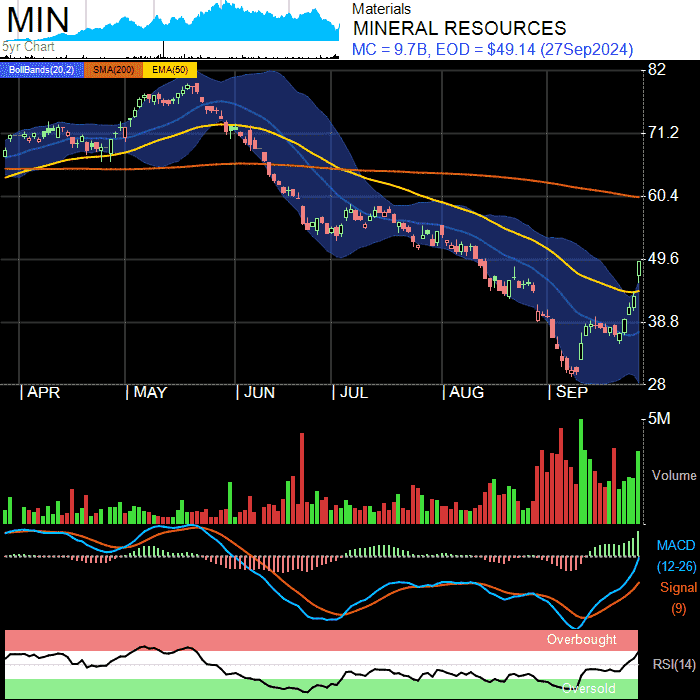 MIN
5yr Chart
Materials
MINERAL RESOURCES
MC = 9.7B, EOD = $49.14 (27Sep2024)
BollBands(20,2) SMA(200) EMA(50)
82
71.2
60.4
49.6
38.8
28
APR MAY JUN JUL AUG SEP
5M
Volume
MACD
(12-26)
Signal
(9)
Overbought
RSI(14)
Oversold